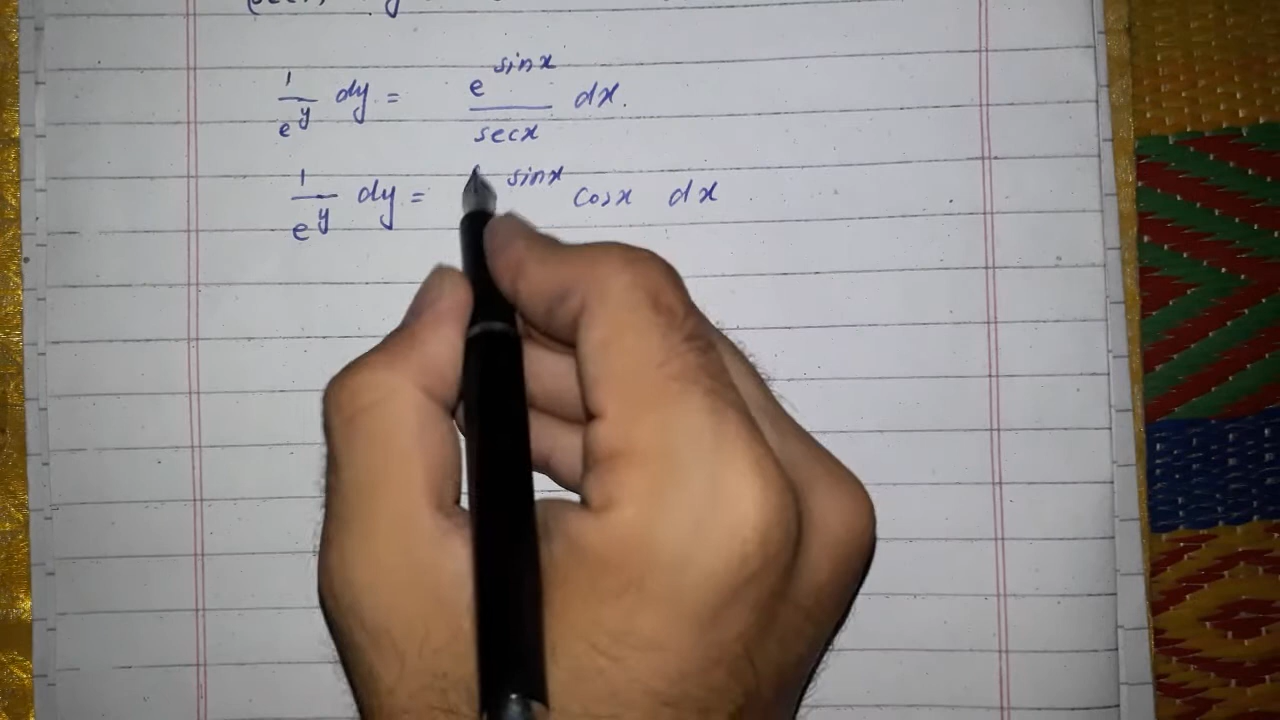 1/e^y dy = e^sinx/secx dx.
1/e^y dy = sinx cosx dx